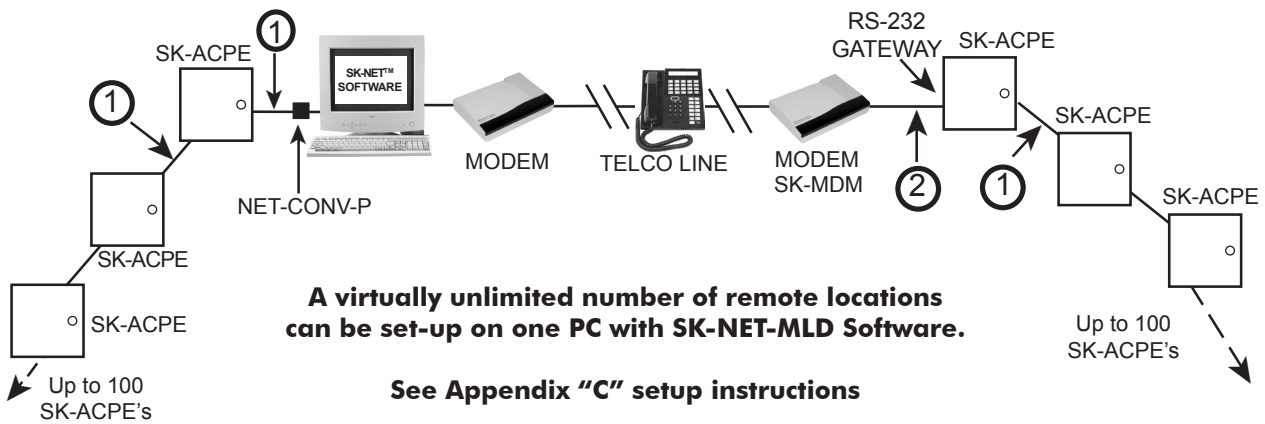 SK-ACPE
1
1
SK-NET™
SOFTWARE
NET-CONV-P
SK-ACPE
SK-ACPE
Up to 100
SK-ACPE's
MODEM
TELCO LINE
MODEM
SK-MDM
RS-232
GATEWAY
SK-ACPE
2
1
SK-ACPE
SK-ACPE
Up to 100
SK-ACPE's
A virtually unlimited number of remote locations
can be set-up on one PC with SK-NET-MLD Software.
See Appendix “C” setup instructions